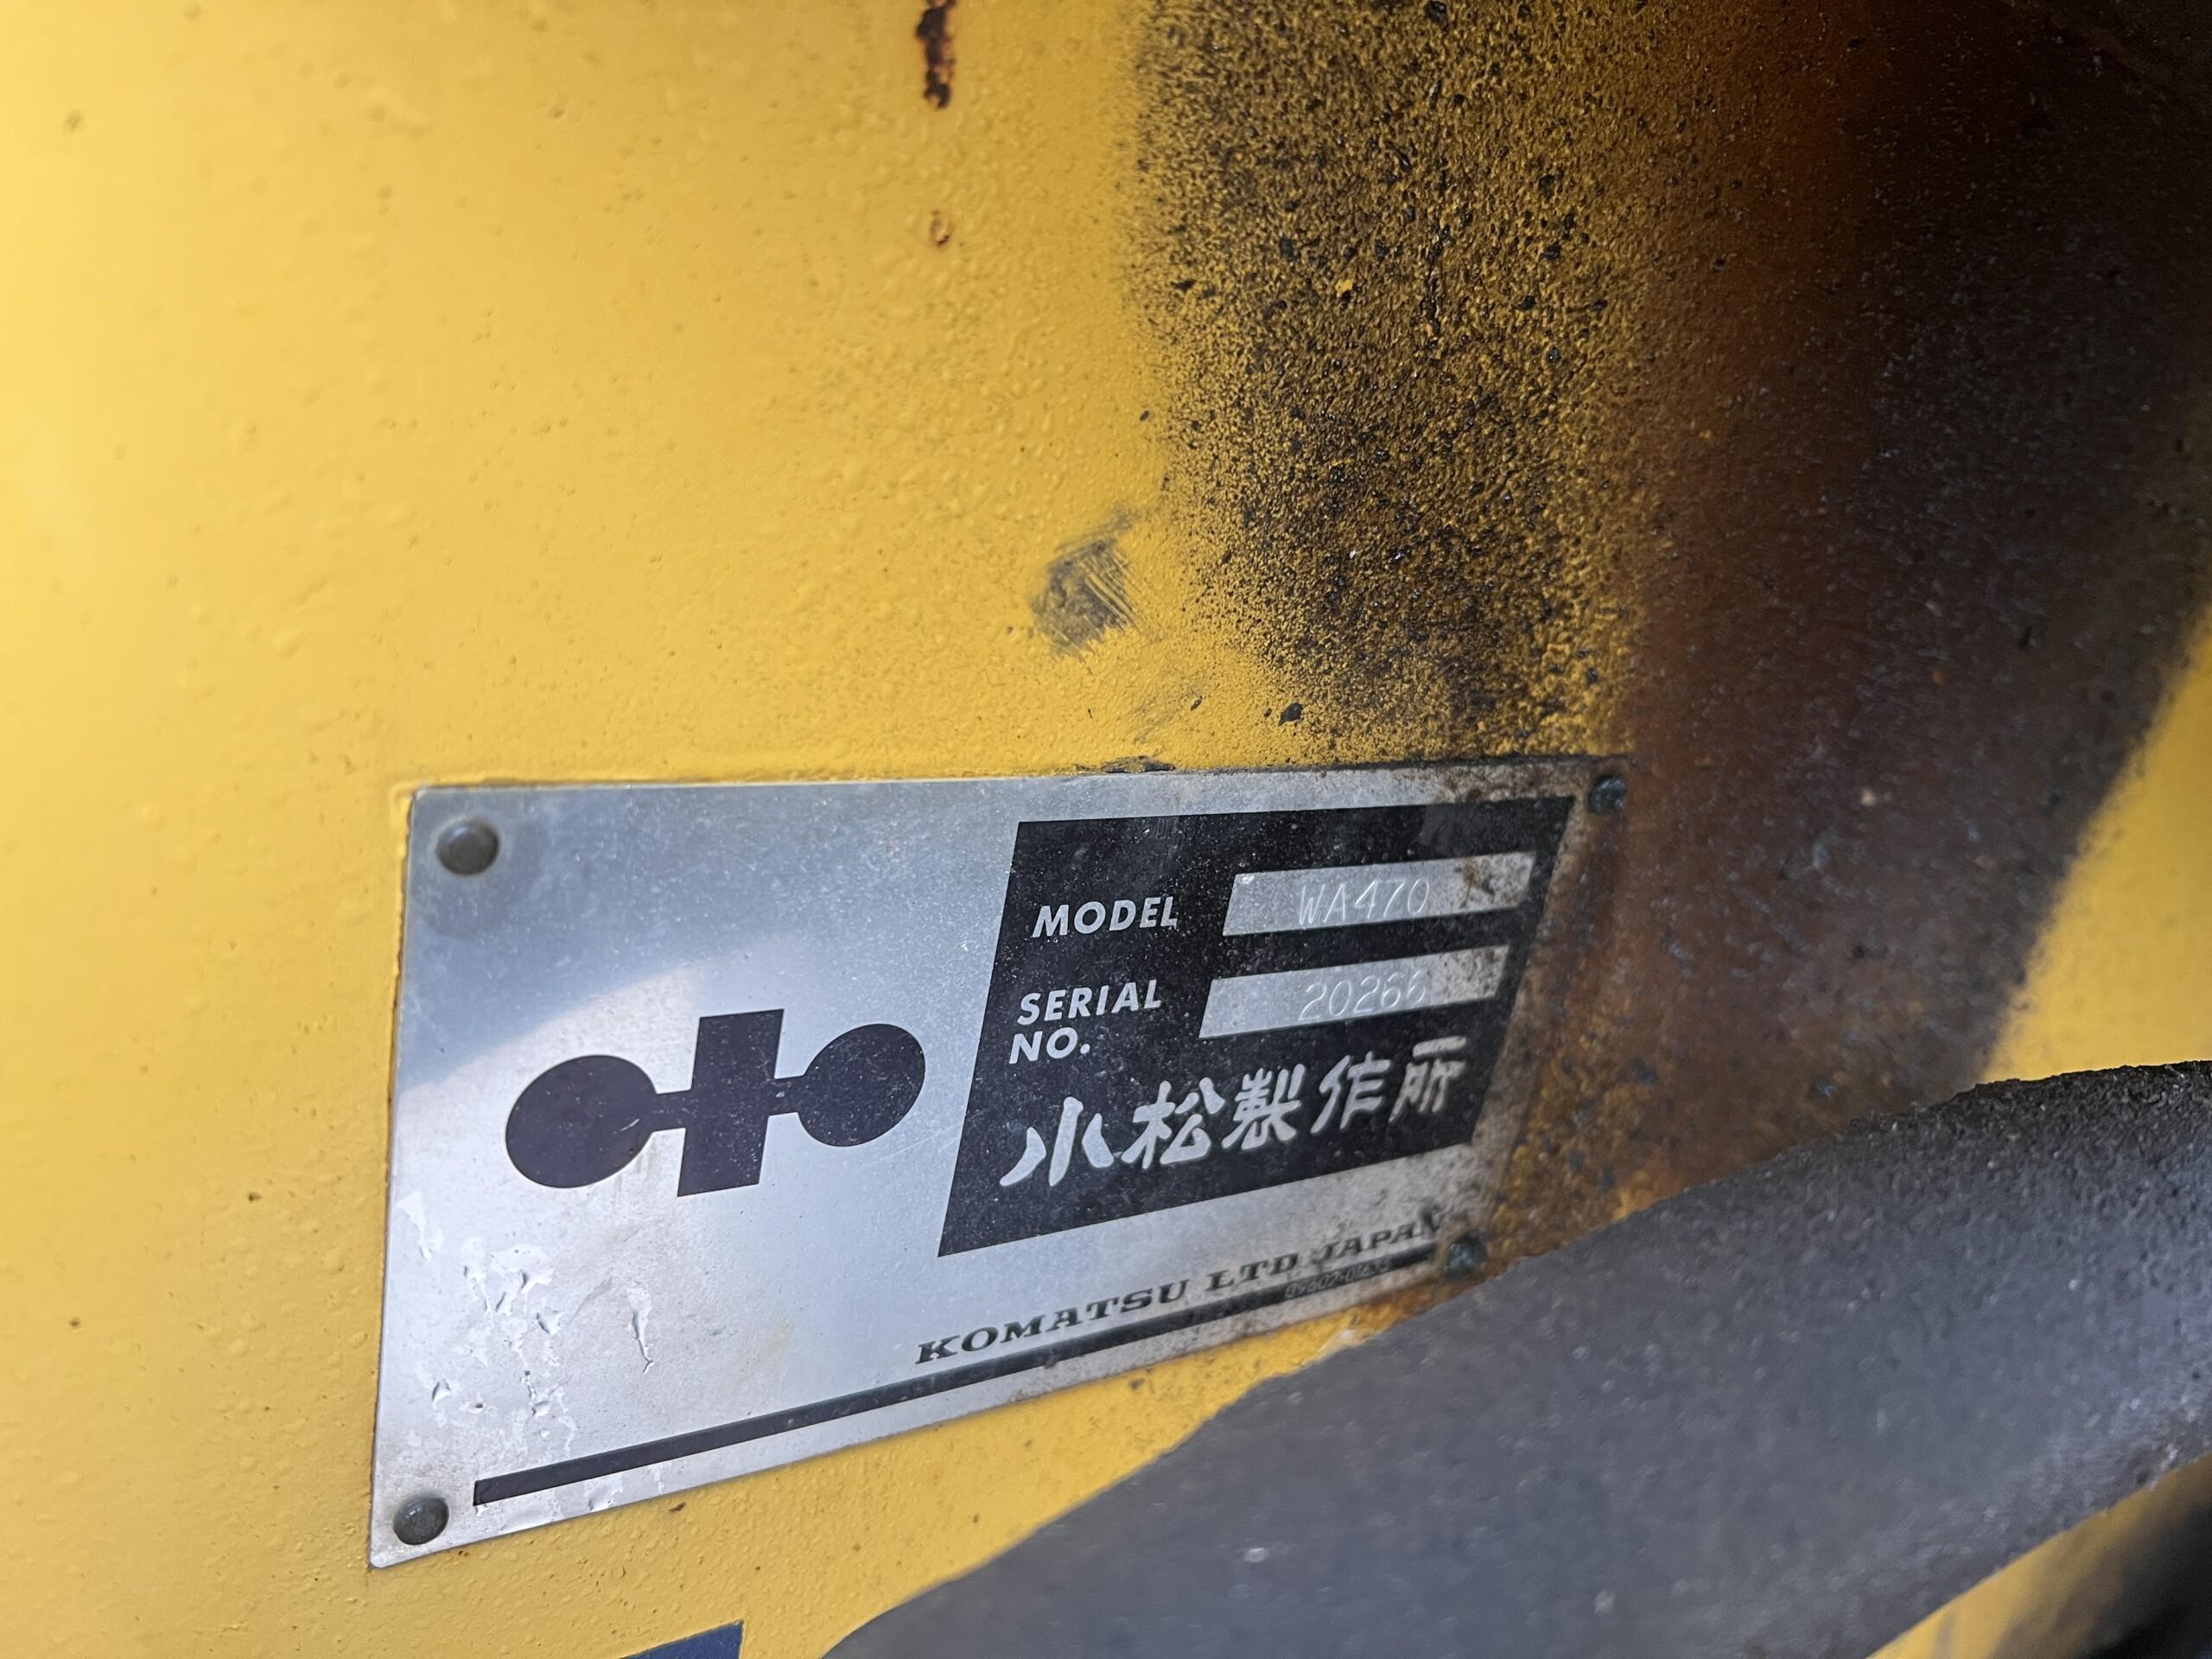 MODEL WA470
SERIAL NO. 20266
小松製作所
KOMATSU LTD JAPAN